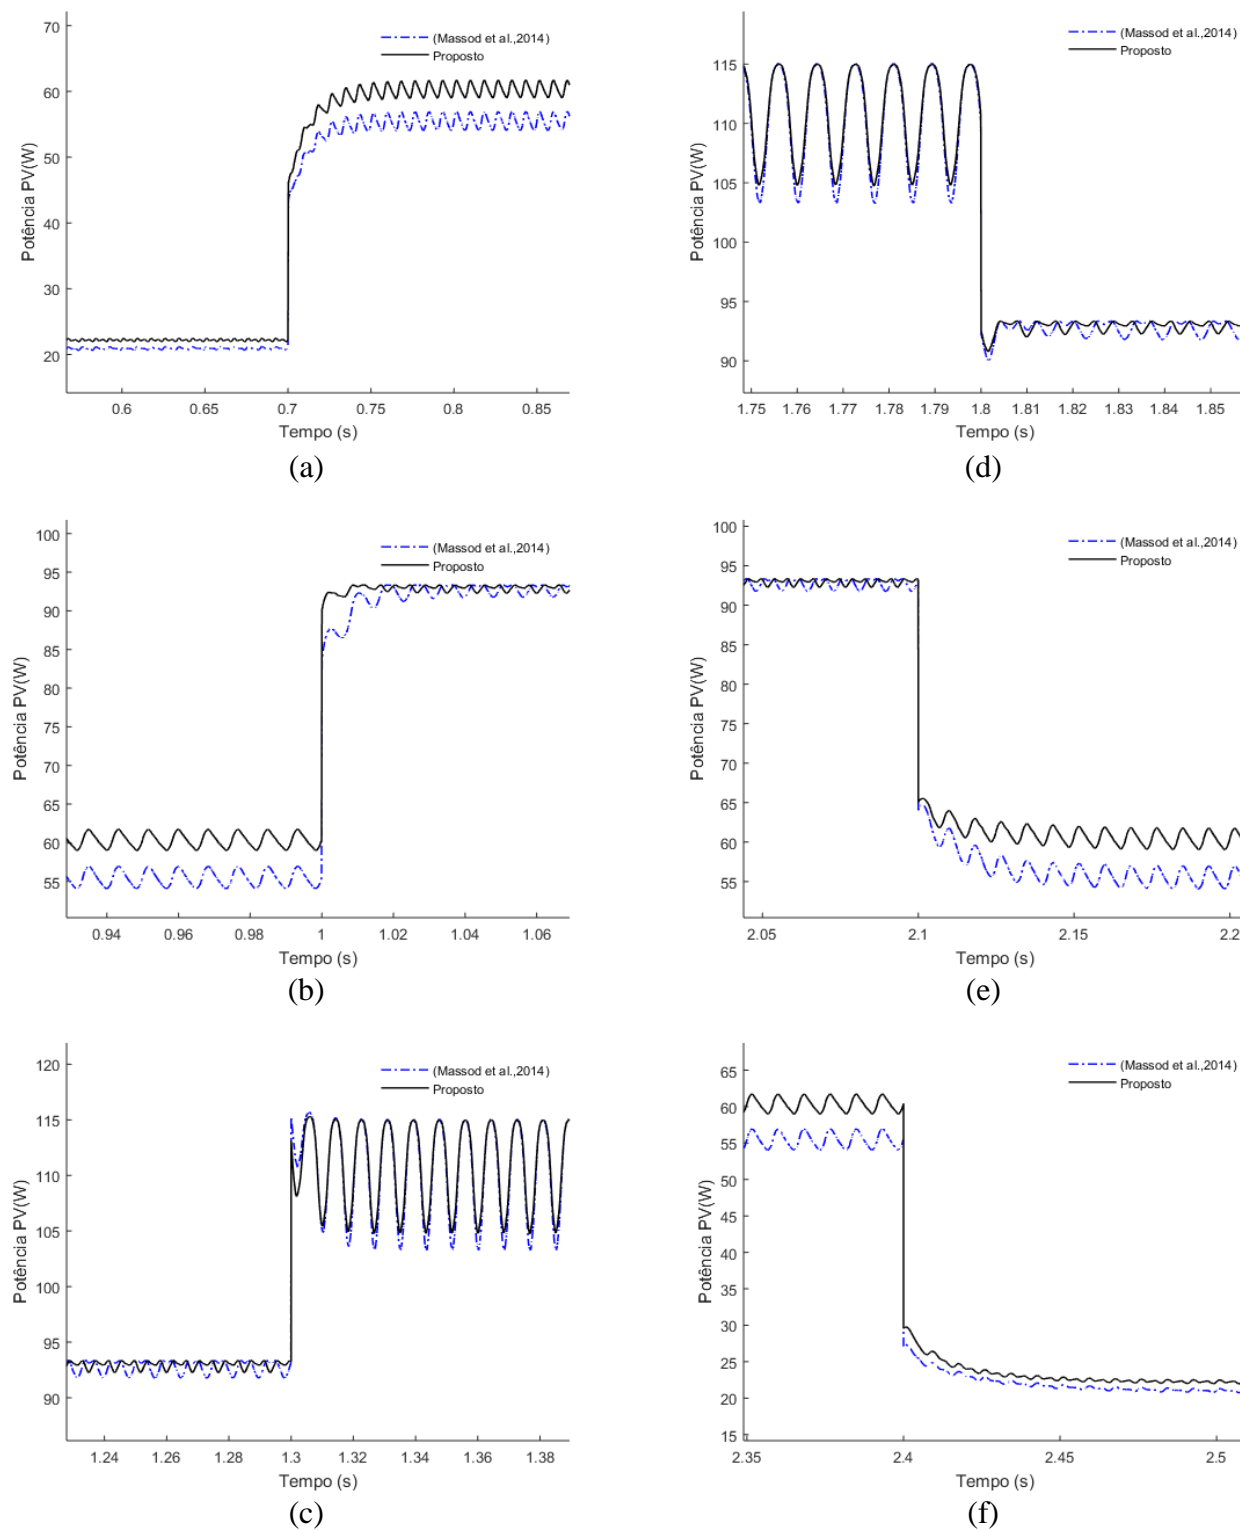 70
60
50
40
30
20
Potência PV(W)
(Massod et al.,2014)
Proposto
0.6 0.65 0.7 0.75 0.8 0.85
Tempo (s)
(a)
115
110
105
100
95
90
Potência PV(W)
(Massod et al.,2014)
Proposto
1.75 1.76 1.77 1.78 1.79 1.8 1.81 1.82 1.83 1.84 1.85
Tempo (s)
(d)
100
95
90
85
80
75
70
65
60
55
Potência PV(W)
(Massod et al.,2014)
Proposto
0.94 0.96 0.98 1 1.02 1.04 1.06
Tempo (s)
(b)
100
95
90
85
80
75
70
65
60
55
Potência PV(W)
(Massod et al.,2014)
Proposto
2.05 2.1 2.15 2.2
Tempo (s)
(e)
120
115
110
105
100
95
90
Potência PV(W)
(Massod et al.,2014)
Proposto
1.24 1.26 1.28 1.3 1.32 1.34 1.36 1.38
Tempo (s)
(c)
65
60
55
50
45
40
35
30
25
20
15
Potência PV(W)
(Massod et al.,2014)
Proposto
2.35 2.4 2.45 2.5
Tempo (s)
(f)